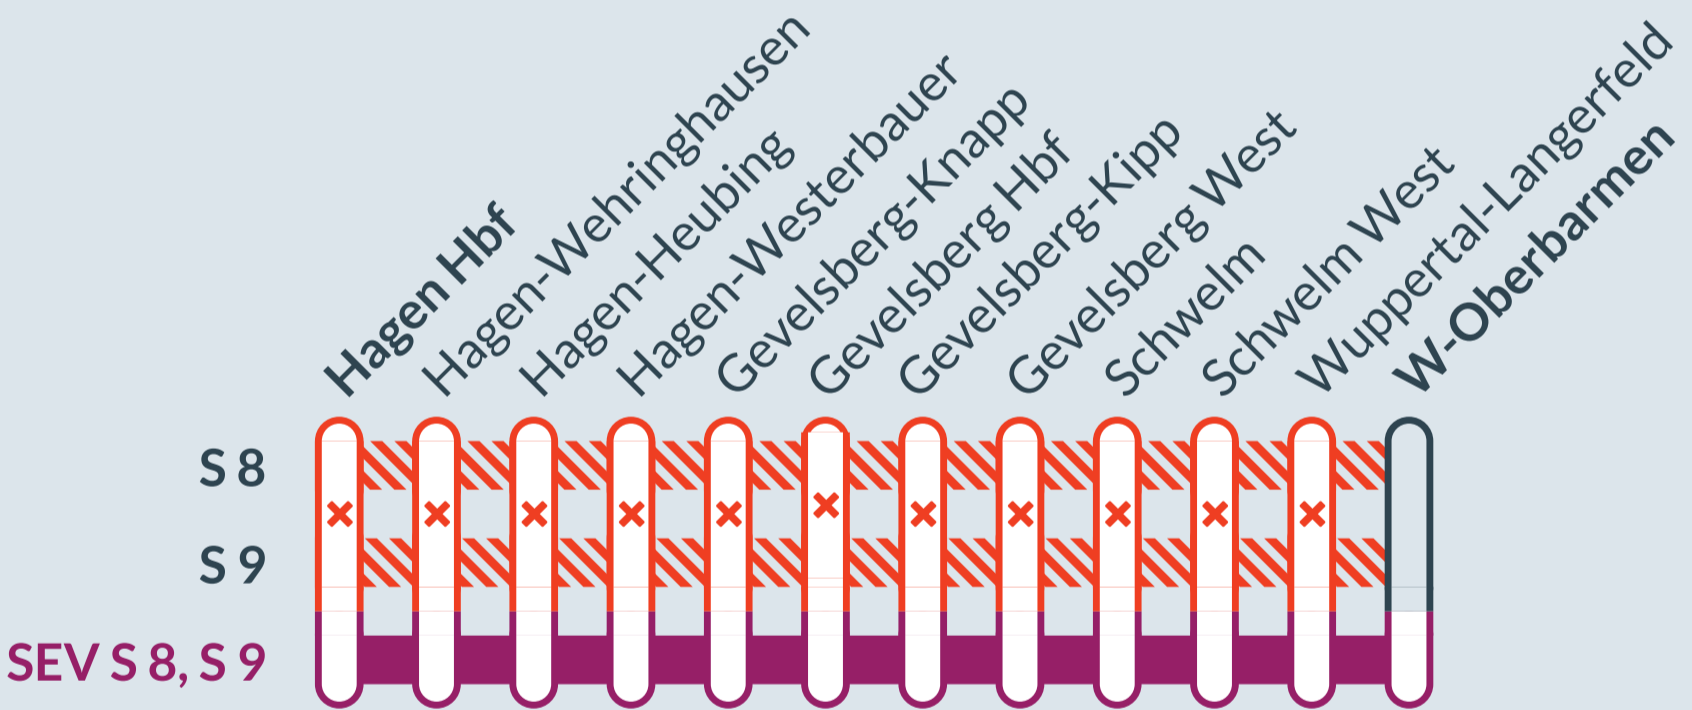 Hagen Hbf
Hagen-Wehringhausen
Hagen-Heubing
Hagen-Westerbauer
Gevelsberg-Knapp
Gevelsberg Hbf
Gevelsberg-Kipp
Gevelsberg West
Schwelm
Schwelm West
Wuppertal-Langerfeld
W-Oberbarmen
S 8
S 9
SEV S 8, S 9